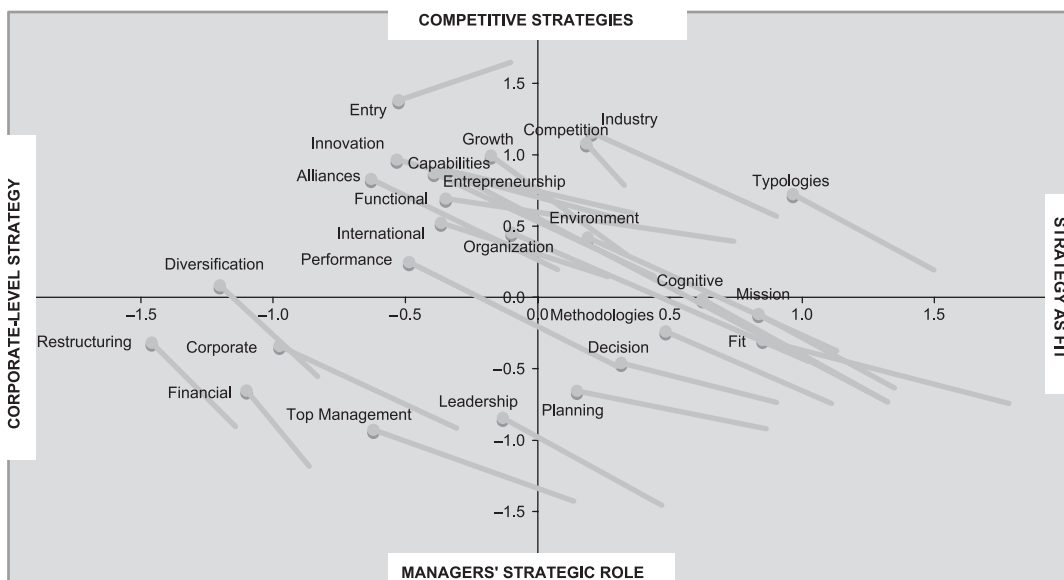 COMPETITIVE STRATEGIES
1.5
Entry
Industry
Competition
Innovation
Growth
1.0
Capabilities
Alliances
Entrepreneurship
Typologies
Functional
Environment
0.5
International
Organization
Performance
Diversification
Cognitive
Mission
0.0
–1.5
–1.0
–0.5
0.0
0.5
1.0
1.5
Methodologies
Restructuring
Corporate
Decision
Fit
–0.5
Financial
Leadership
Planning
Top Management
–1.0
–1.5
CORPORATE-LEVEL STRATEGY
STRATEGY AS FIT
MANAGERS' STRATEGIC ROLE